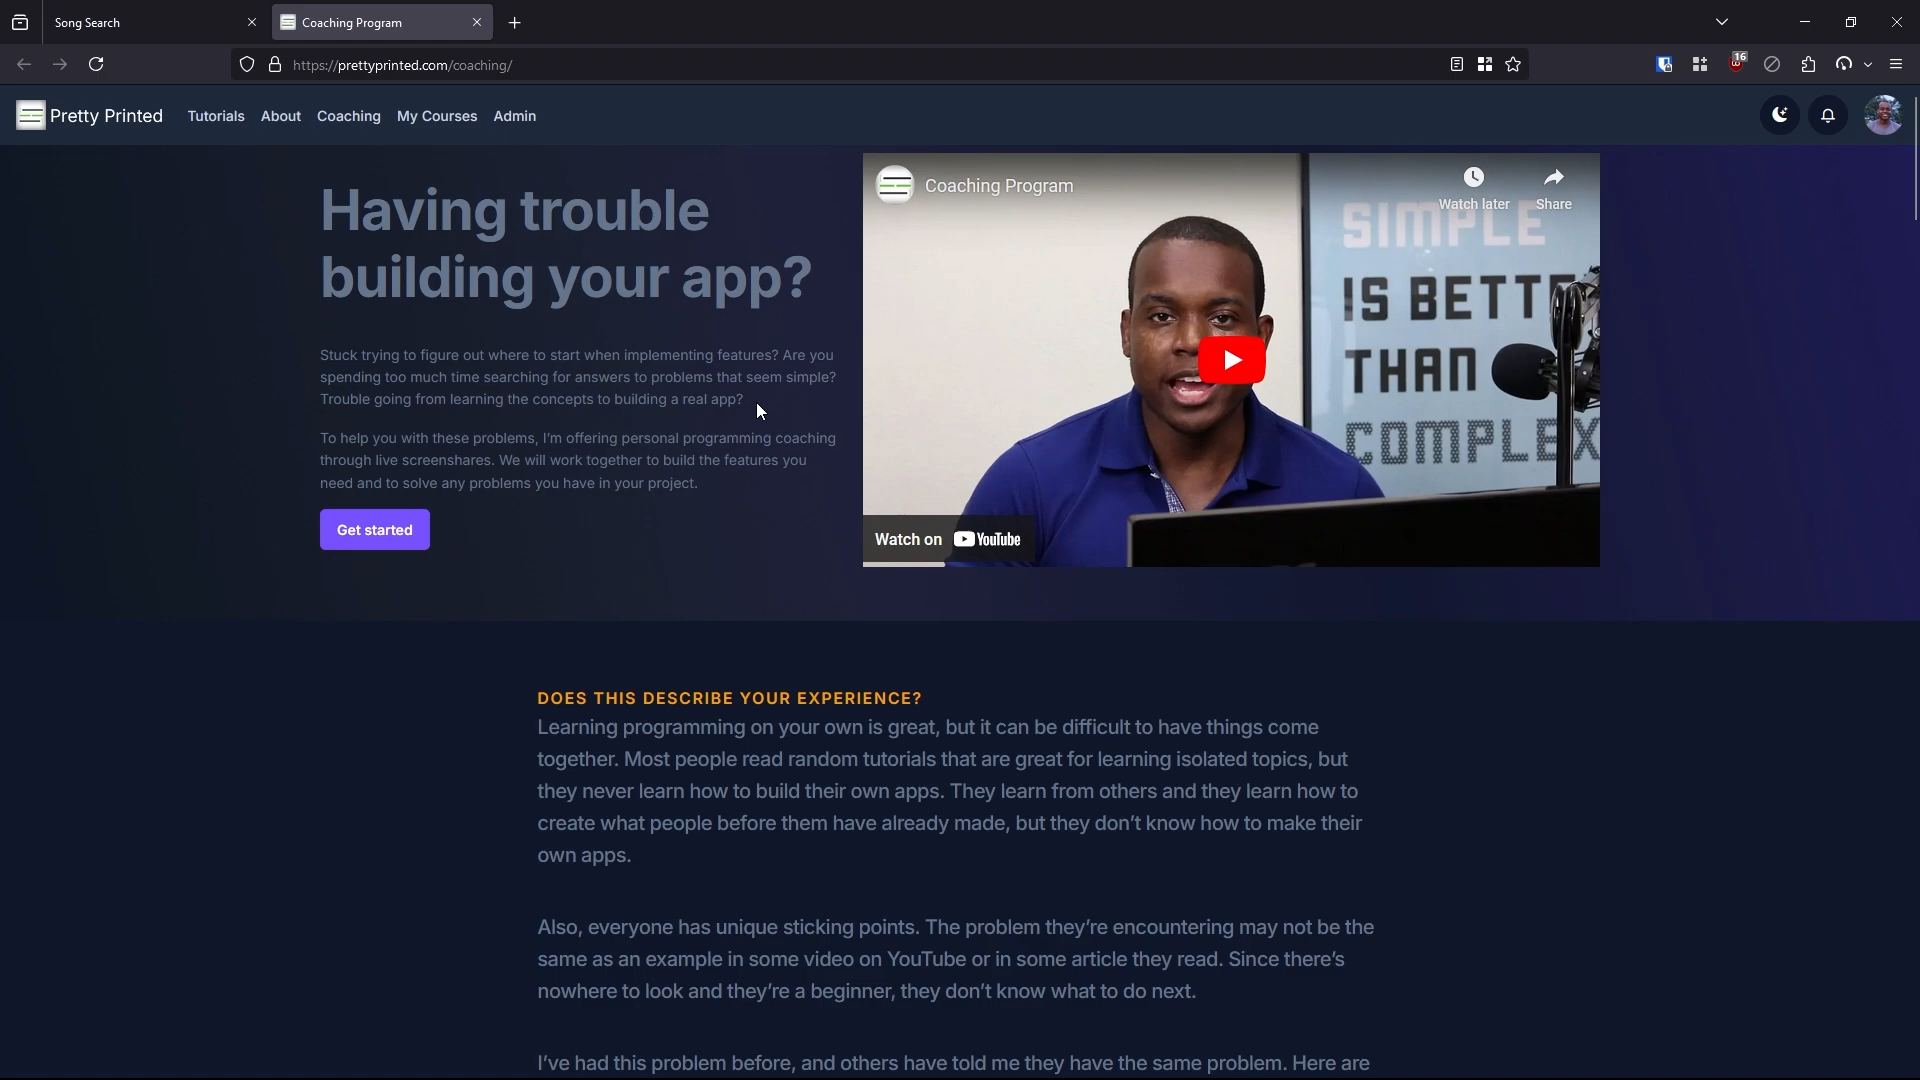 Song Search
Coaching Program
https://prettyprinted.com/coaching/
16
Pretty Printed
Tutorials
About
Coaching
My Courses
Admin
Having trouble
building your app?
Stuck trying to figure out where to start when implementing features? Are you
spending too much time searching for answers to problems that seem simple?
Trouble going from learning the concepts to building a real app?
To help you with these problems, I'm offering personal programming coaching
through live screenshares. We will work together to build the features you
need and to solve any problems you have in your project.
Get started
Coaching Program
Watch later
Share
SIMPLE
IS BETTE
THAN
COMPLEX
Watch on YouTube
DOES THIS DESCRIBE YOUR EXPERIENCE?
Learning programming on your own is great, but it can be difficult to have things come
together. Most people read random tutorials that are great for learning isolated topics, but
they never learn how to build their own apps. They learn from others and they learn how to
create what people before them have already made, but they don't know how to make their
own apps.
Also, everyone has unique sticking points. The problem they're encountering may not be the
same as an example in some video on YouTube or in some article they read. Since there's
nowhere to look and they're a beginner, they don't know what to do next.
I've had this problem before, and others have told me they have the same problem. Here are